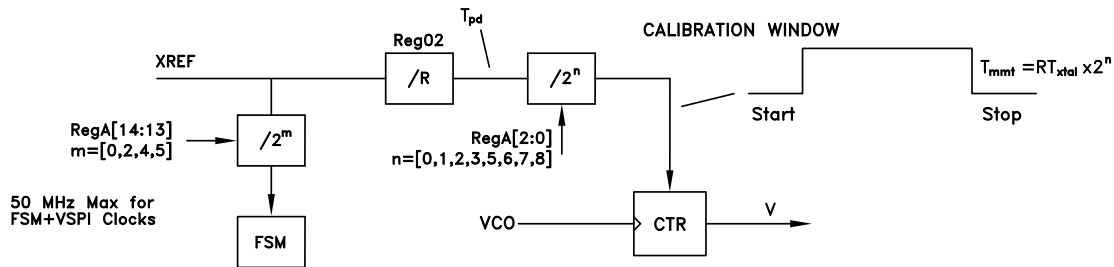 T_pd
CALIBRATION WINDOW
Reg02
XREF
/R
/2^n
T_mmt = RT_xtal x 2^n
Start
Stop
RegA[14:13]
m=[0,2,4,5]
/2^m
RegA[2:0]
n=[0,1,2,3,5,6,7,8]
50 MHz Max for
FSM+VSPI Clocks
FSM
VCO
CTR
V